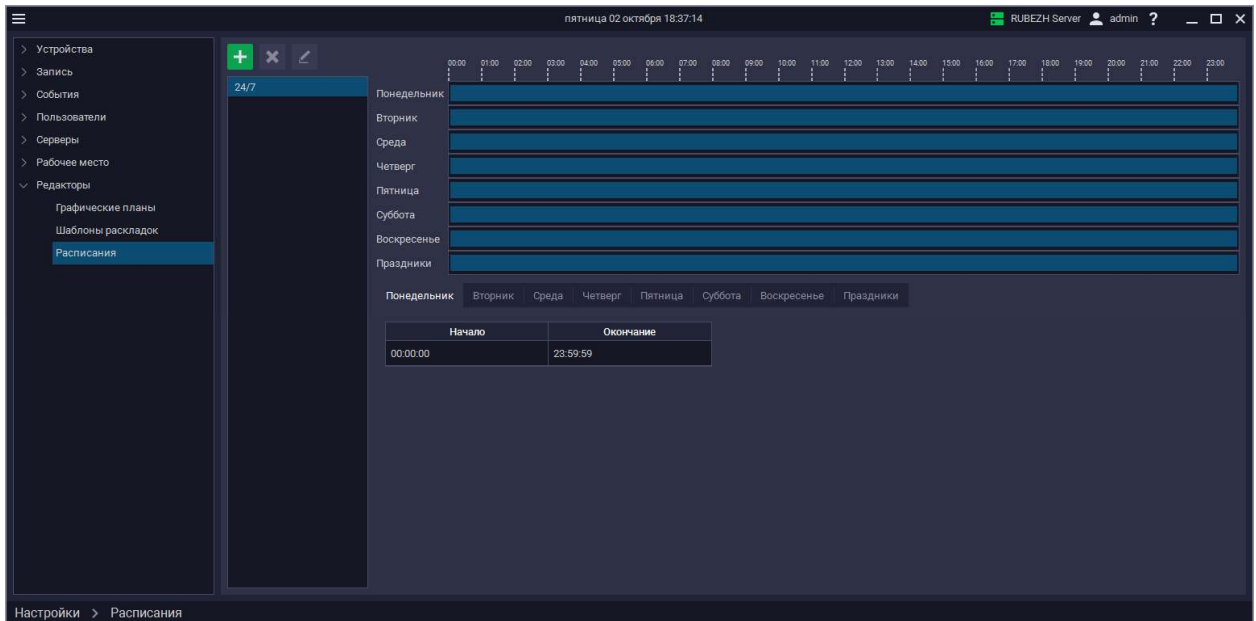 пятница 02 октября 18:37:14
RUBEZH Server admin ?
Устройства
Запись
События
Пользователи
Серверы
Рабочее место
Редакторы
Графические планы
Шаблоны раскладок
Расписания
24/7
00:00 01:00 02:00 03:00 04:00 05:00 06:00 07:00 08:00 09:00 10:00 11:00 12:00 13:00 14:00 15:00 16:00 17:00 18:00 19:00 20:00 21:00 22:00 23:00
Понедельник
Вторник
Среда
Четверг
Пятница
Суббота
Воскресенье
Праздники
Понедельник Вторник Среда Четверг Пятница Суббота Воскресенье Праздники
Начало Окончание
00:00:00 23:59:59
Настройки > Расписания